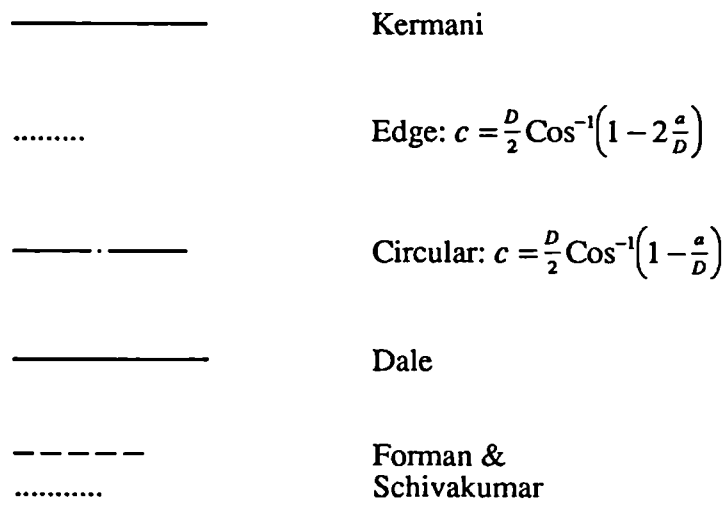 Kermani
Edge: c = D/2 Cos⁻¹(1 − 2 a/D)
Circular: c = D/2 Cos⁻¹(1 − a/D)
Dale
Forman &
Schivakumar